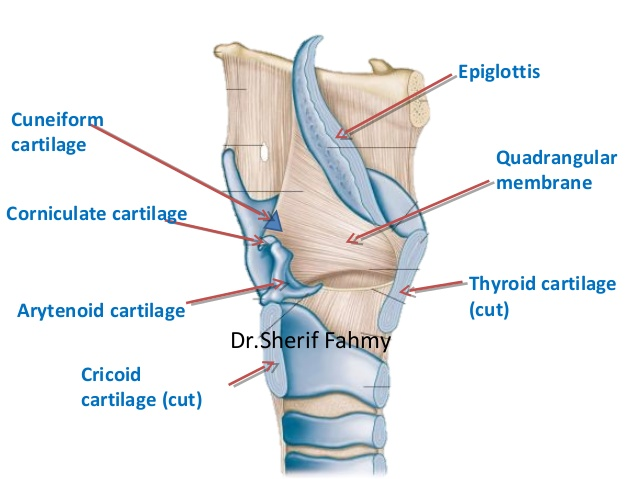 Epiglottis
Cuneiform
cartilage
Quadrangular
membrane
Corniculate cartilage
Thyroid cartilage
(cut)
Arytenoid cartilage
Dr.Sherif Fahmy
Cricoid
cartilage (cut)